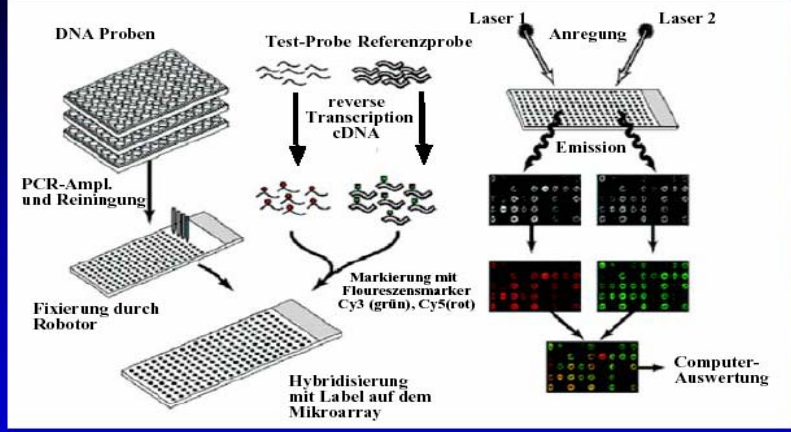 DNA Proben
PCR-Ampl.
und Reiningung
Fixierung durch
Robotor
Test-Probe Referenzprobe
reverse
Transcription
cDNA
Markierung mit
Floureszensmarker
Cy3 (grün), Cy5(rot)
Hybridisierung
mit Label auf dem
Mikroarray
Laser 1
Anregung
Laser 2
Emission
Computer-
Auswertung